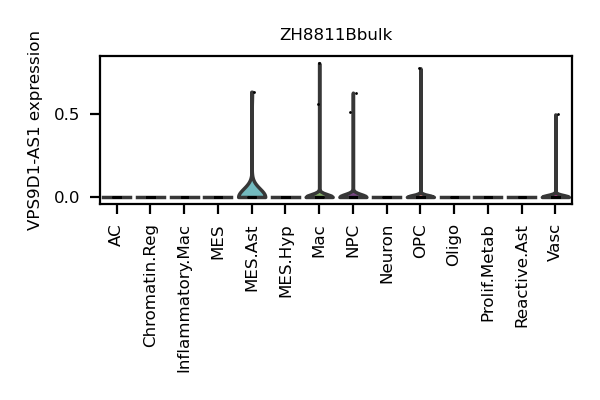 ZH8811Bbulk
VPS9D1-AS1 expression
0.5
0.0
AC
Chromatin.Reg
Inflammatory.Mac
MES
MES.Ast
MES.Hyp
Mac
NPC
Neuron
OPC
Oligo
Prolif.Metab
Reactive.Ast
Vasc